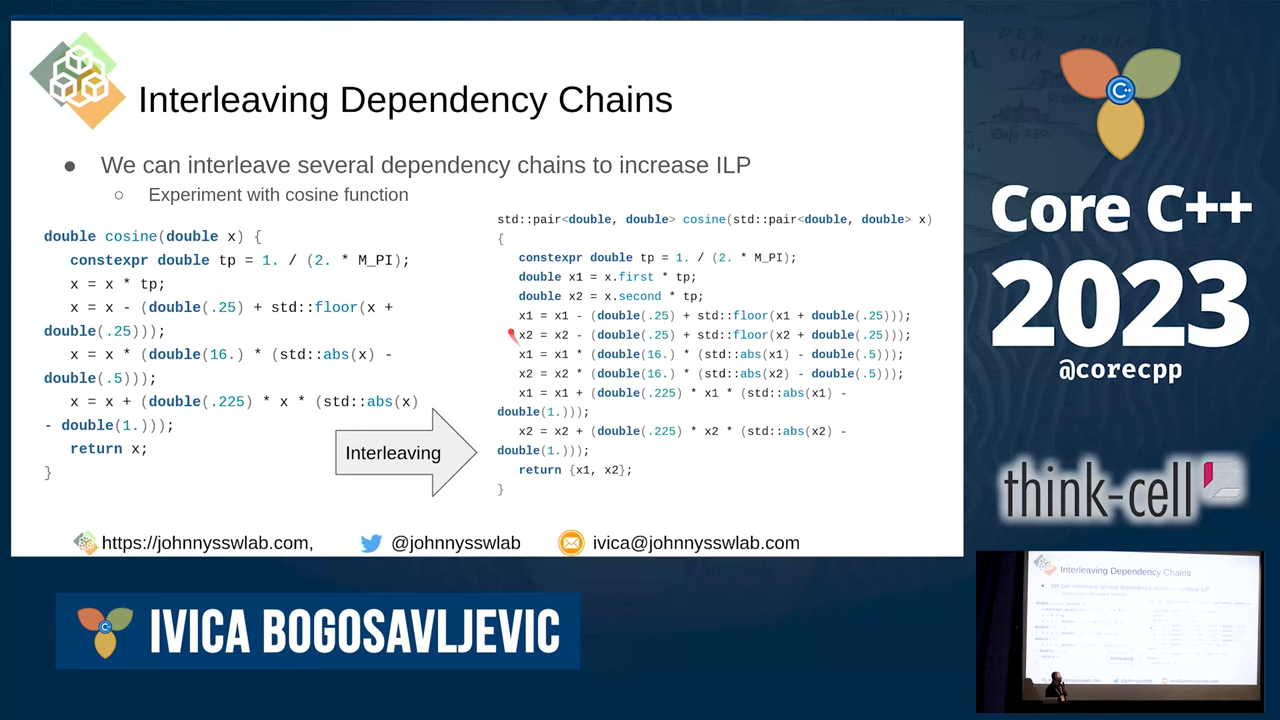 Interleaving Dependency Chains
● We can interleave several dependency chains to increase ILP
○ Experiment with cosine function
double cosine(double x) {
constexpr double tp = 1. / (2. * M_PI);
x = x * tp;
x = x - (double(.25) + std::floor(x +
double(.25)));
x = x * (double(16.) * (std::abs(x) -
double(.5)));
x = x + (double(.225) * x * (std::abs(x)
- double(1.)));
return x;
}
Interleaving
std::pair<double, double> cosine(std::pair<double, double> x)
{
constexpr double tp = 1. / (2. * M_PI);
double x1 = x.first * tp;
double x2 = x.second * tp;
x1 = x1 - (double(.25) + std::floor(x1 + double(.25)));
x2 = x2 - (double(.25) + std::floor(x2 + double(.25)));
x1 = x1 * (double(16.) * (std::abs(x1) - double(.5)));
x2 = x2 * (double(16.) * (std::abs(x2) - double(.5)));
x1 = x1 + (double(.225) * x1 * (std::abs(x1) -
double(1.)));
x2 = x2 + (double(.225) * x2 * (std::abs(x2) -
double(1.)));
return {x1, x2};
}
https://johnnysswlab.com, @johnnysswlab ivica@johnnysswlab.com
C++
Core C++
2023
@corecpp
think-cell
Interleaving Dependency Chains
IVICA BOGUSAVLJEVIC